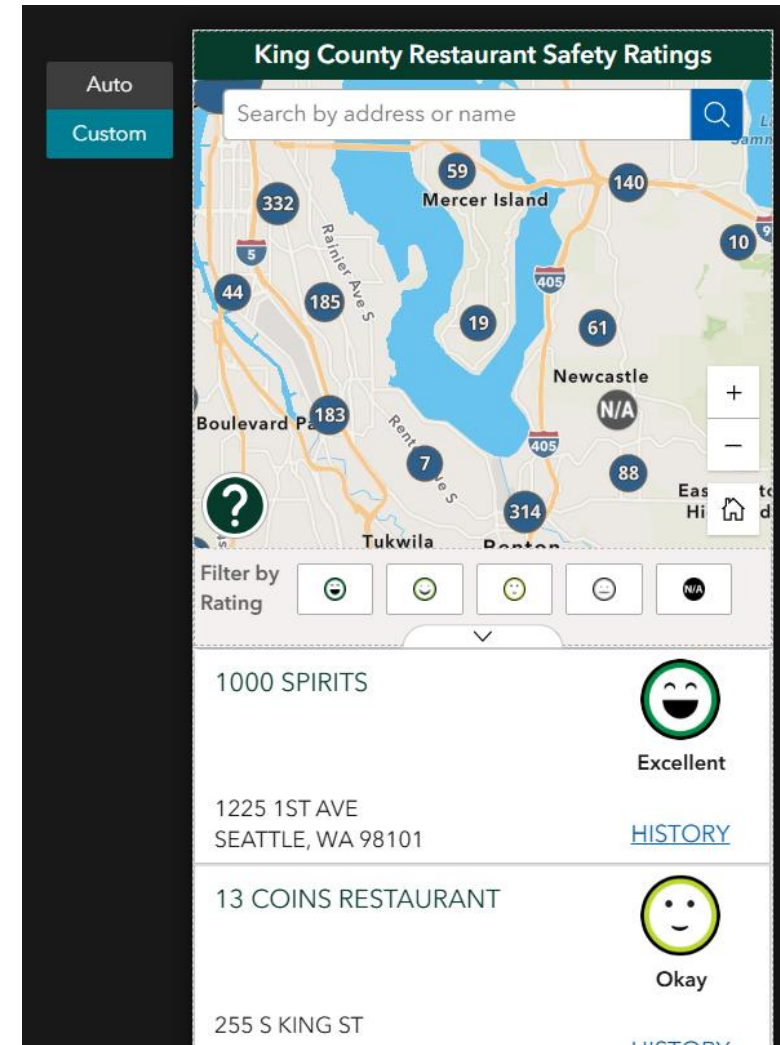 King County Restaurant Safety Ratings
Auto
Custom
Search by address or name
59
Mercer Island
140
332
Rainier Ave S
5
10
405
44
185
19
61
Newcastle
N/A
+
Boulevard
183
405
−
7
88
?
314
Tukwila
Renton
Filter by
Rating
N/A
1000 SPIRITS
Excellent
1225 1ST AVE
SEATTLE, WA 98101
HISTORY
13 COINS RESTAURANT
Okay
255 S KING ST
HISTORY